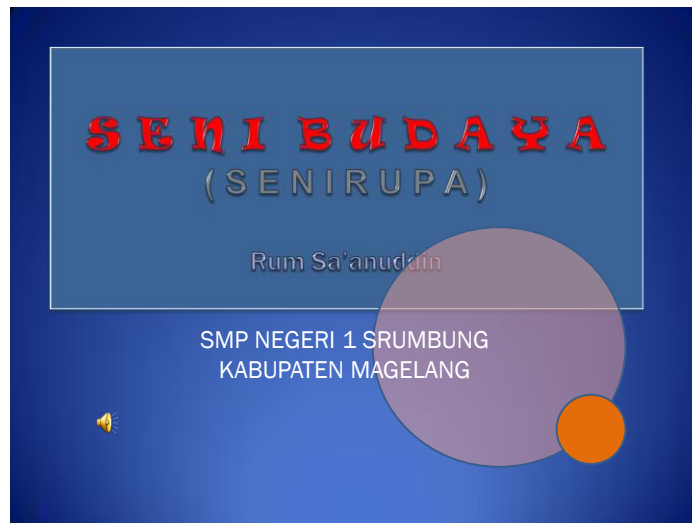 SENI BUDAYA
(SENIRUPA)
Rum Sa'anuddin
SMP NEGERI 1 SRUMBUNG
KABUPATEN MAGELANG